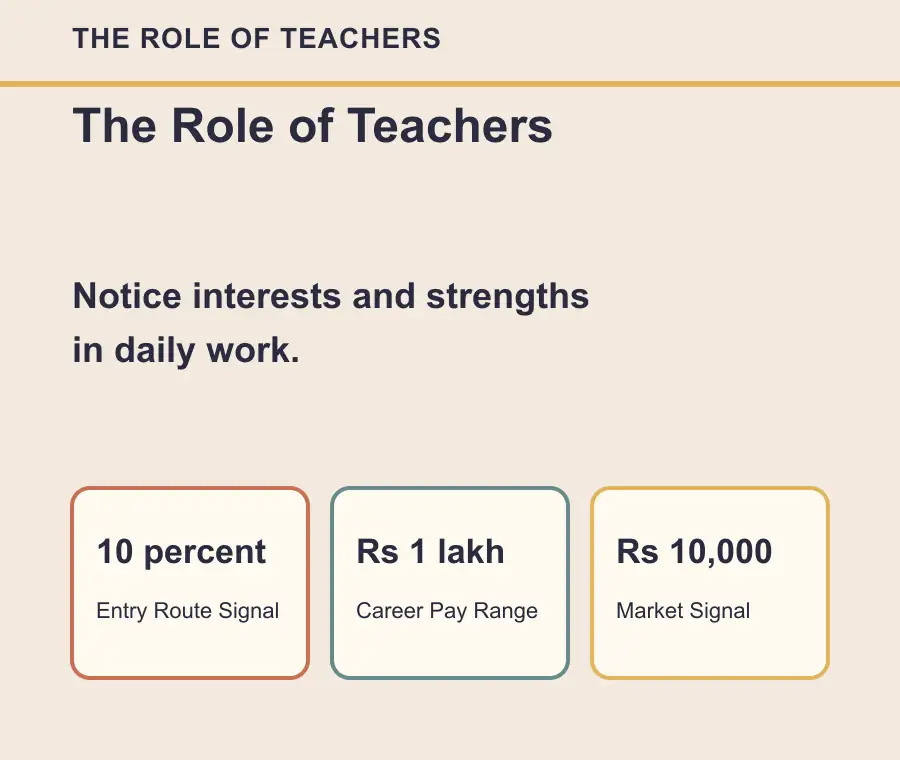 THE ROLE OF TEACHERS
The Role of Teachers
Notice interests and strengths
in daily work.
10 percent
Entry Route Signal
Rs 1 lakh
Career Pay Range
Rs 10,000
Market Signal